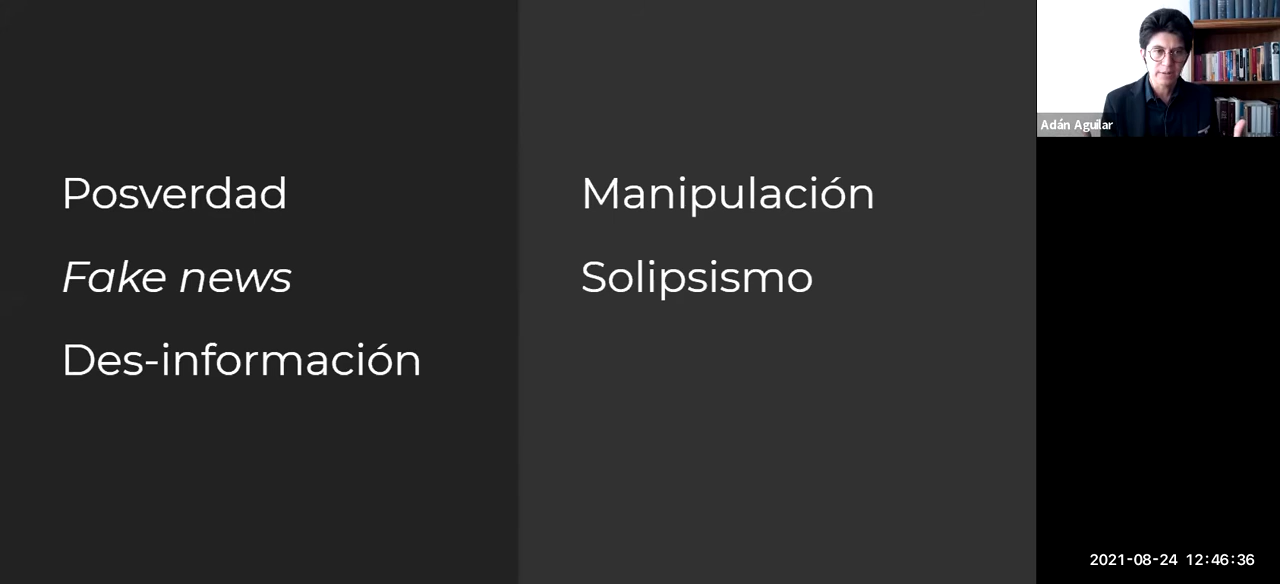 Posverdad
Fake news
Des-información
Manipulación
Solipsismo
Adán Aguilar
2021-08-24 12:46:36